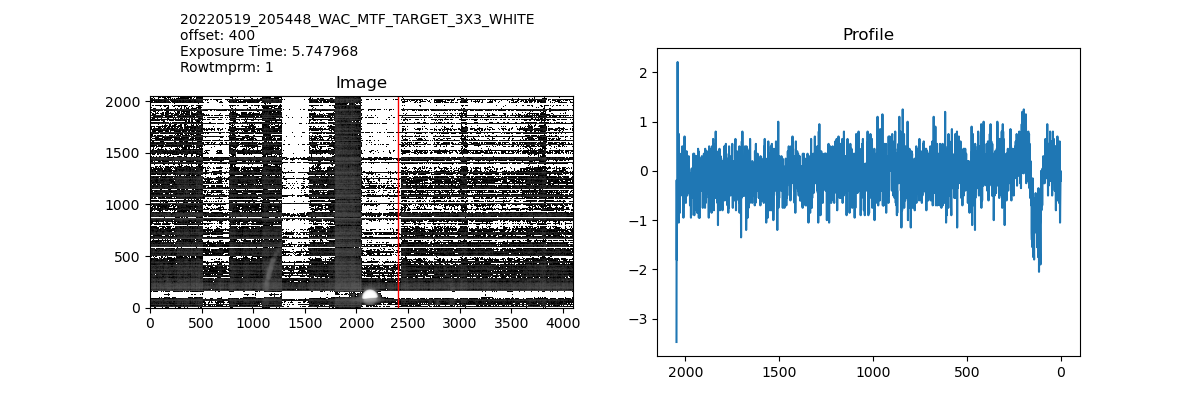 20220519_205448_WAC_MTF_TARGET_3X3_WHITE
offset: 400
Exposure Time: 5.747968
Rowtmprm: 1
Image
2000
1500
1000
500
0
0 500 1000 1500 2000 2500 3000 3500 4000
Profile
2
1
0
−1
−2
−3
2000 1500 1000 500 0